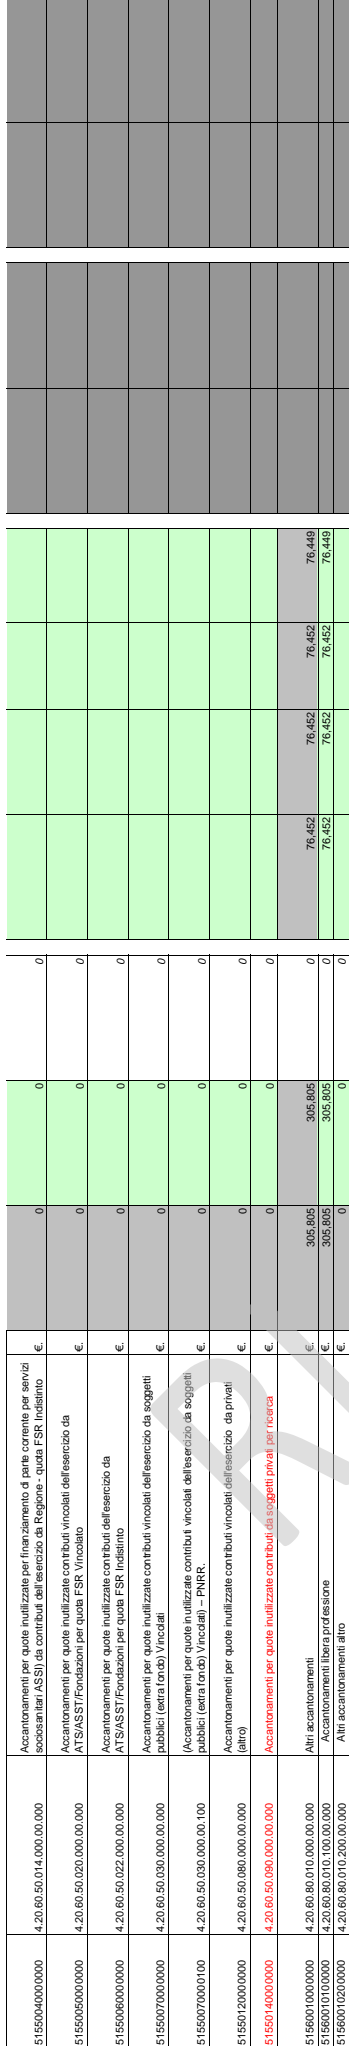 51550040000000 4.20.60.50.014.000.00.000 Accantonamenti per quote inutilizzate per finanziamento di parte corrente per servizi
sociosanitari ASSI) da contributi dell'esercizio da Regione - quota FSR Indistinto €. 0 0 0
51550050000000 4.20.60.50.020.000.00.000 Accantonamenti per quote inutilizzate contributi vincolati dell'esercizio da
ATS/ASST/Fondazioni per quota FSR Vincolato €. 0 0 0
51550060000000 4.20.60.50.022.000.00.000 Accantonamenti per quote inutilizzate contributi dell'esercizio da
ATS/ASST/Fondazioni per quota FSR Indistinto €. 0 0 0
51550070000000 4.20.60.50.030.000.00.000 Accantonamenti per quote inutilizzate contributi vincolati dell'esercizio da soggetti
pubblici (extra fondo) Vincolati €. 0 0 0
51550070000100 4.20.60.50.030.000.00.100 (Accantonamenti per quote inutilizzate contributi vincolati dell'esercizio da soggetti
pubblici (extra fondo) Vincolati) – PNRR. €. 0 0 0
51550120000000 4.20.60.50.080.000.00.000 Accantonamenti per quote inutilizzate contributi vincolati dell'esercizio da privati
(altro) €. 0 0 0
51550140000000 4.20.60.50.090.000.00.000 Accantonamenti per quote inutilizzate contributi da soggetti privati per ricerca €. 0 0 0
51560010000000 4.20.60.80.010.000.00.000 Altri accantonamenti €. 305.805 305.805 0 76.452 76.452 76.452 76.449
51560010100000 4.20.60.80.010.100.00.000 Accantonamenti libera professione €. 305.805 305.805 0 76.452 76.452 76.452 76.449
51560010200000 4.20.60.80.010.200.00.000 Altri accantonamenti altro €. 0 0 0